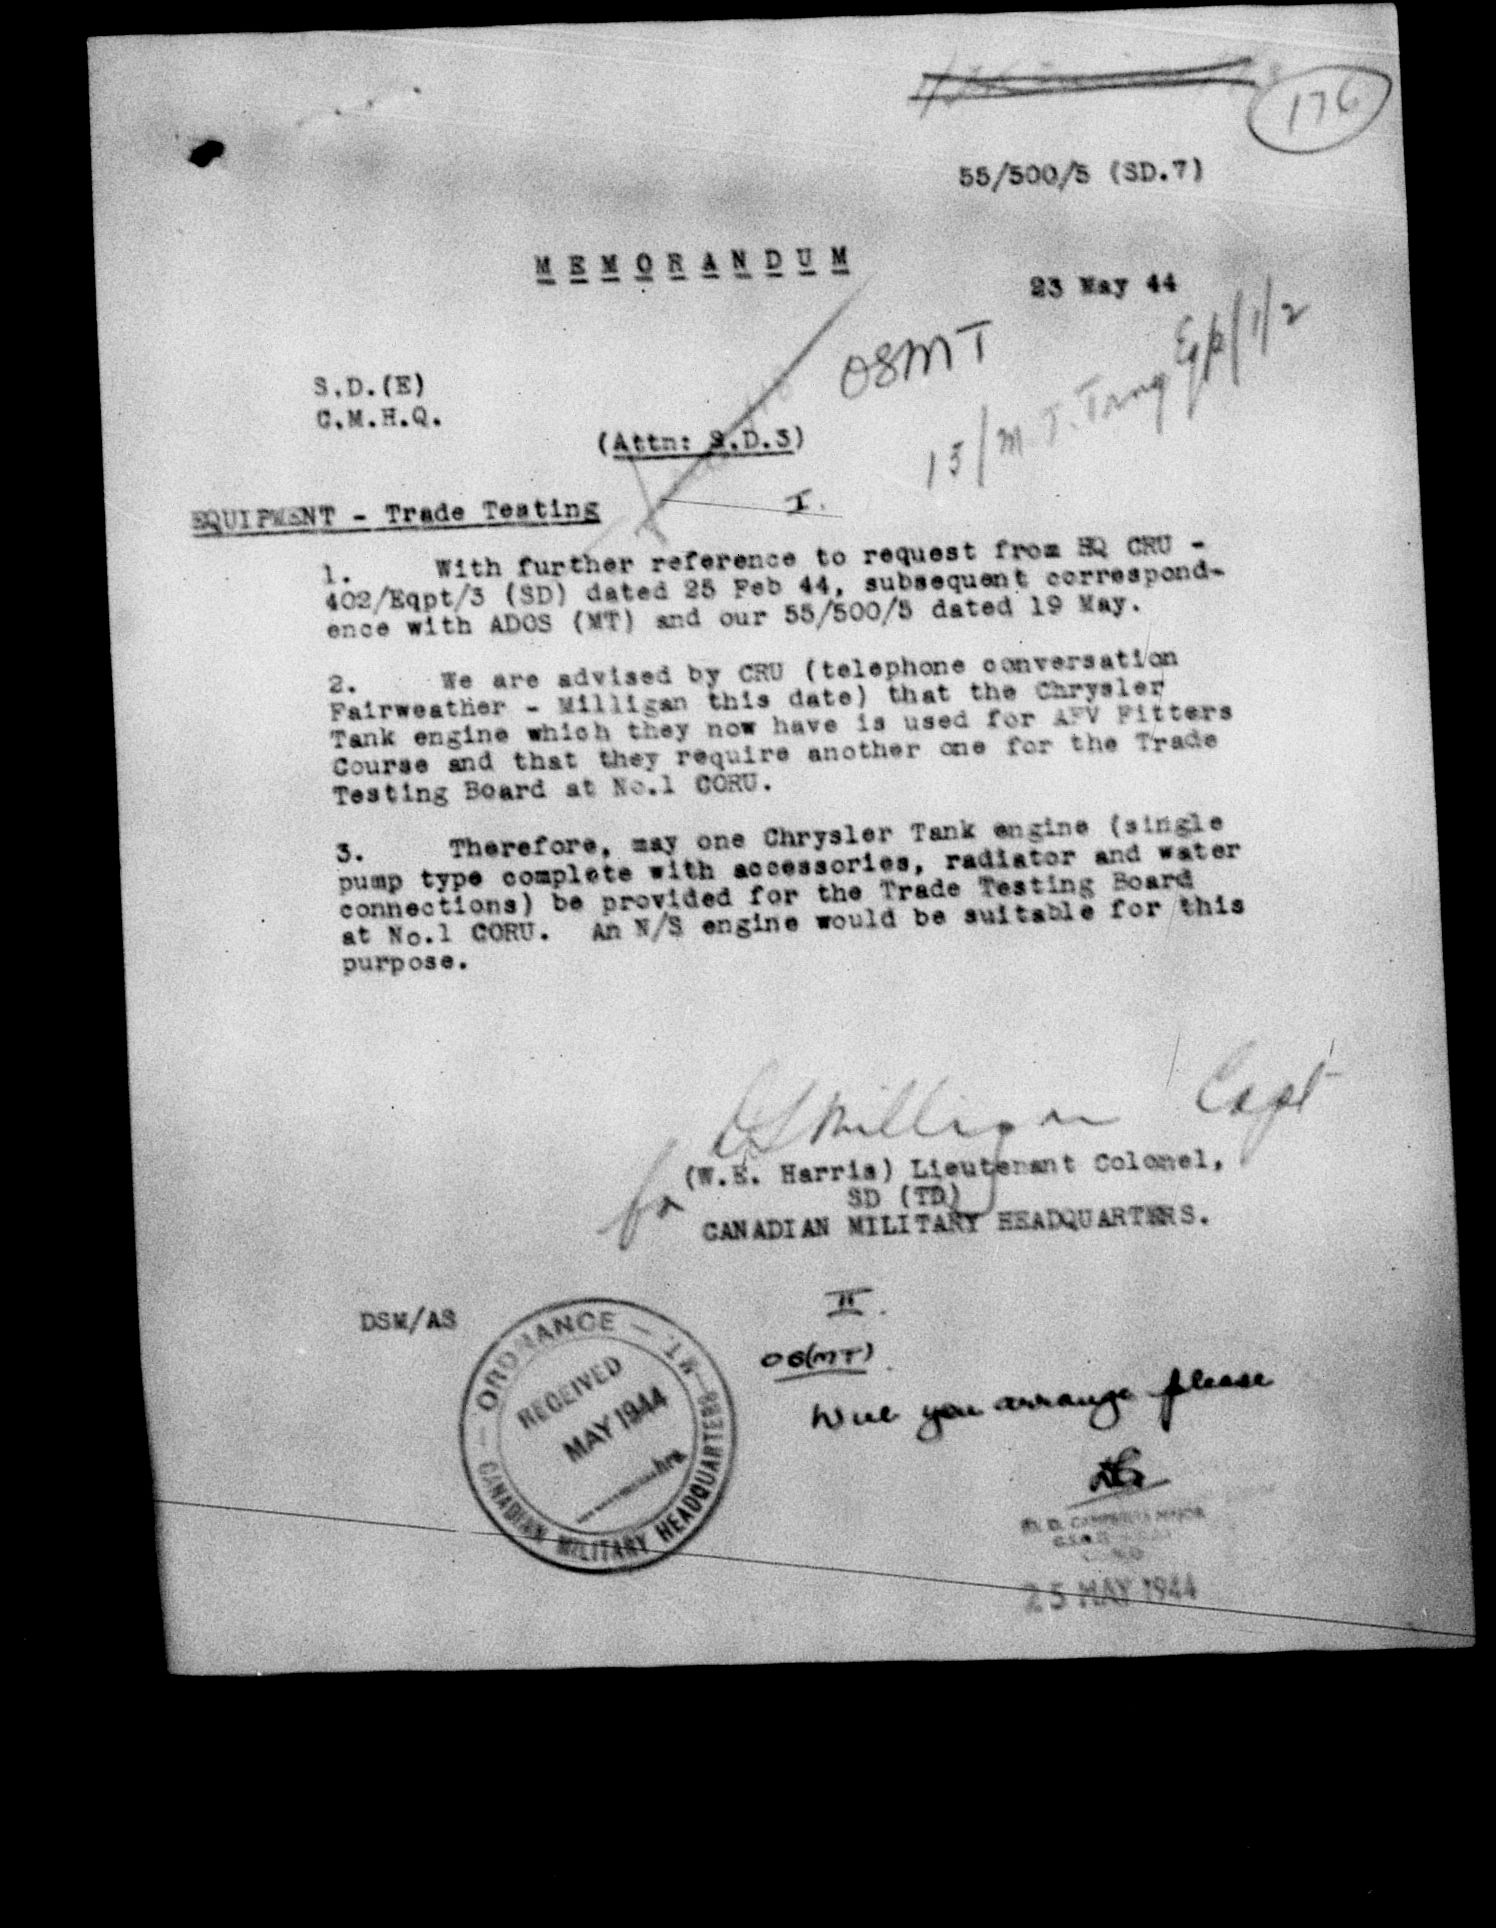 176
55/500/5 (SD.7)
MEMORANDUM
23 May 44
OSMT
13/M.T. Trng Eqpt/1/2
S.D.(E)
C.M.H.Q.
(Attn: S.D.3)
I.
EQUIPMENT - Trade Testing
1. With further reference to request from HQ CRU -
402/Eqpt/3 (SD) dated 25 Feb 44, subsequent correspond-
ence with ADOS (MT) and our 55/500/5 dated 19 May.
2. We are advised by CRU (telephone conversation
Fairweather - Milligan this date) that the Chrysler
Tank engine which they now have is used for AFV Fitters
Course and that they require another one for the Trade
Testing Board at No.1 CORU.
3. Therefore, may one Chrysler Tank engine (single
pump type complete with accessories, radiator and water
connections) be provided for the Trade Testing Board
at No.1 CORU. An N/S engine would be suitable for this
purpose.
DSMilligan Capt
for (W.E. Harris) Lieutenant Colonel,
SD (TD)
CANADIAN MILITARY HEADQUARTERS.
DSM/AS
ORDNANCE - M.T.
RECEIVED
MAY 1944
hrs
CANADIAN MILITARY HEADQUARTERS
II.
OS(MT)
Will you arrange please
D. CAMPBELL MAJOR
25 MAY 1944